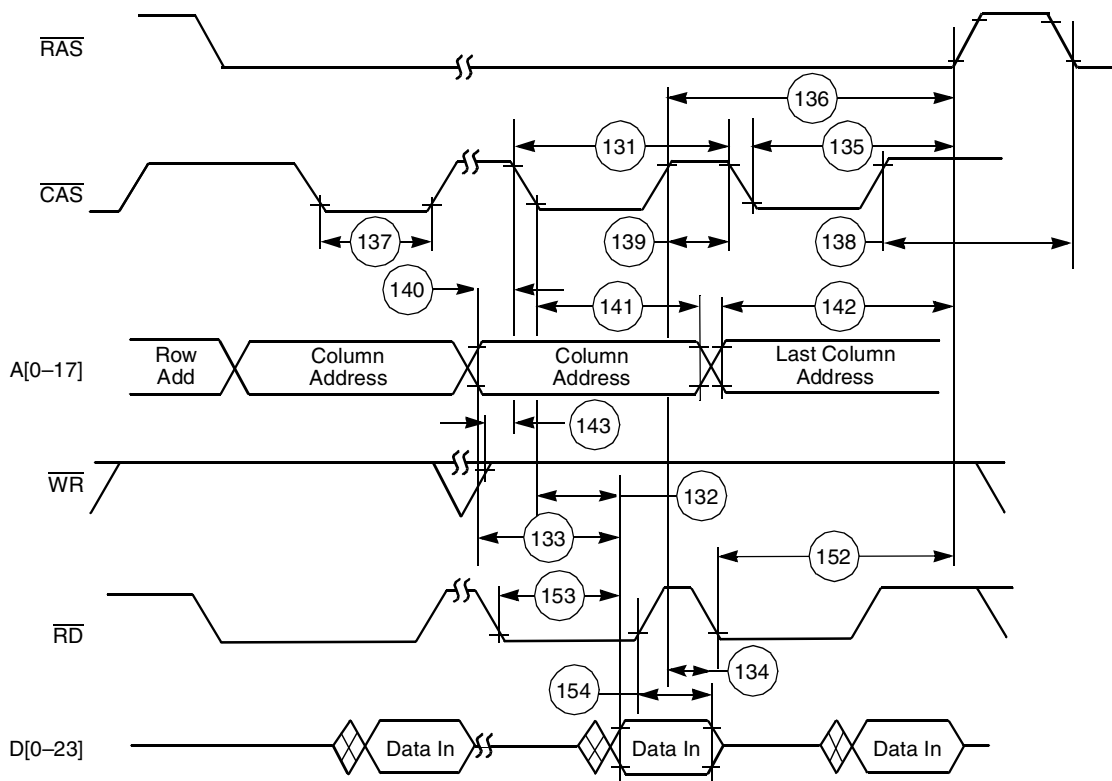 RAS
136
131
135
CAS
137
139
138
140
141
142
A[0–17]
Row
Add
Column
Address
Column
Address
Last Column
Address
143
WR
132
133
152
153
RD
134
154
D[0–23]
Data In
Data In
Data In